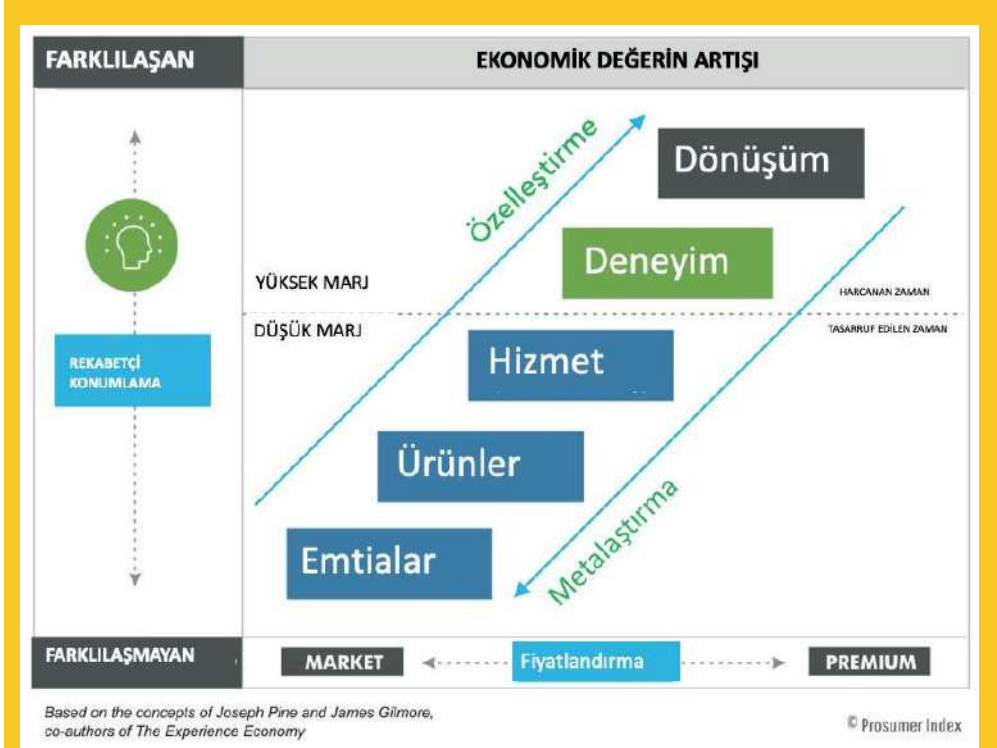 FARKLILAŞAN
EKONOMİK DEĞERİN ARTIŞI
Özelleştirme
Dönüşüm
Deneyim
YÜKSEK MARJ
HARCANAN ZAMAN
DÜŞÜK MARJ
TASARRUF EDİLEN ZAMAN
REKABETÇİ
KONUMLAMA
Hizmet
Ürünler
Metalaştırma
Emtialar
FARKLILAŞMAYAN
MARKET
Fiyatlandırma
PREMIUM
Based on the concepts of Joseph Pine and James Gilmore,
co-authors of The Experience Economy
© Prosumer Index